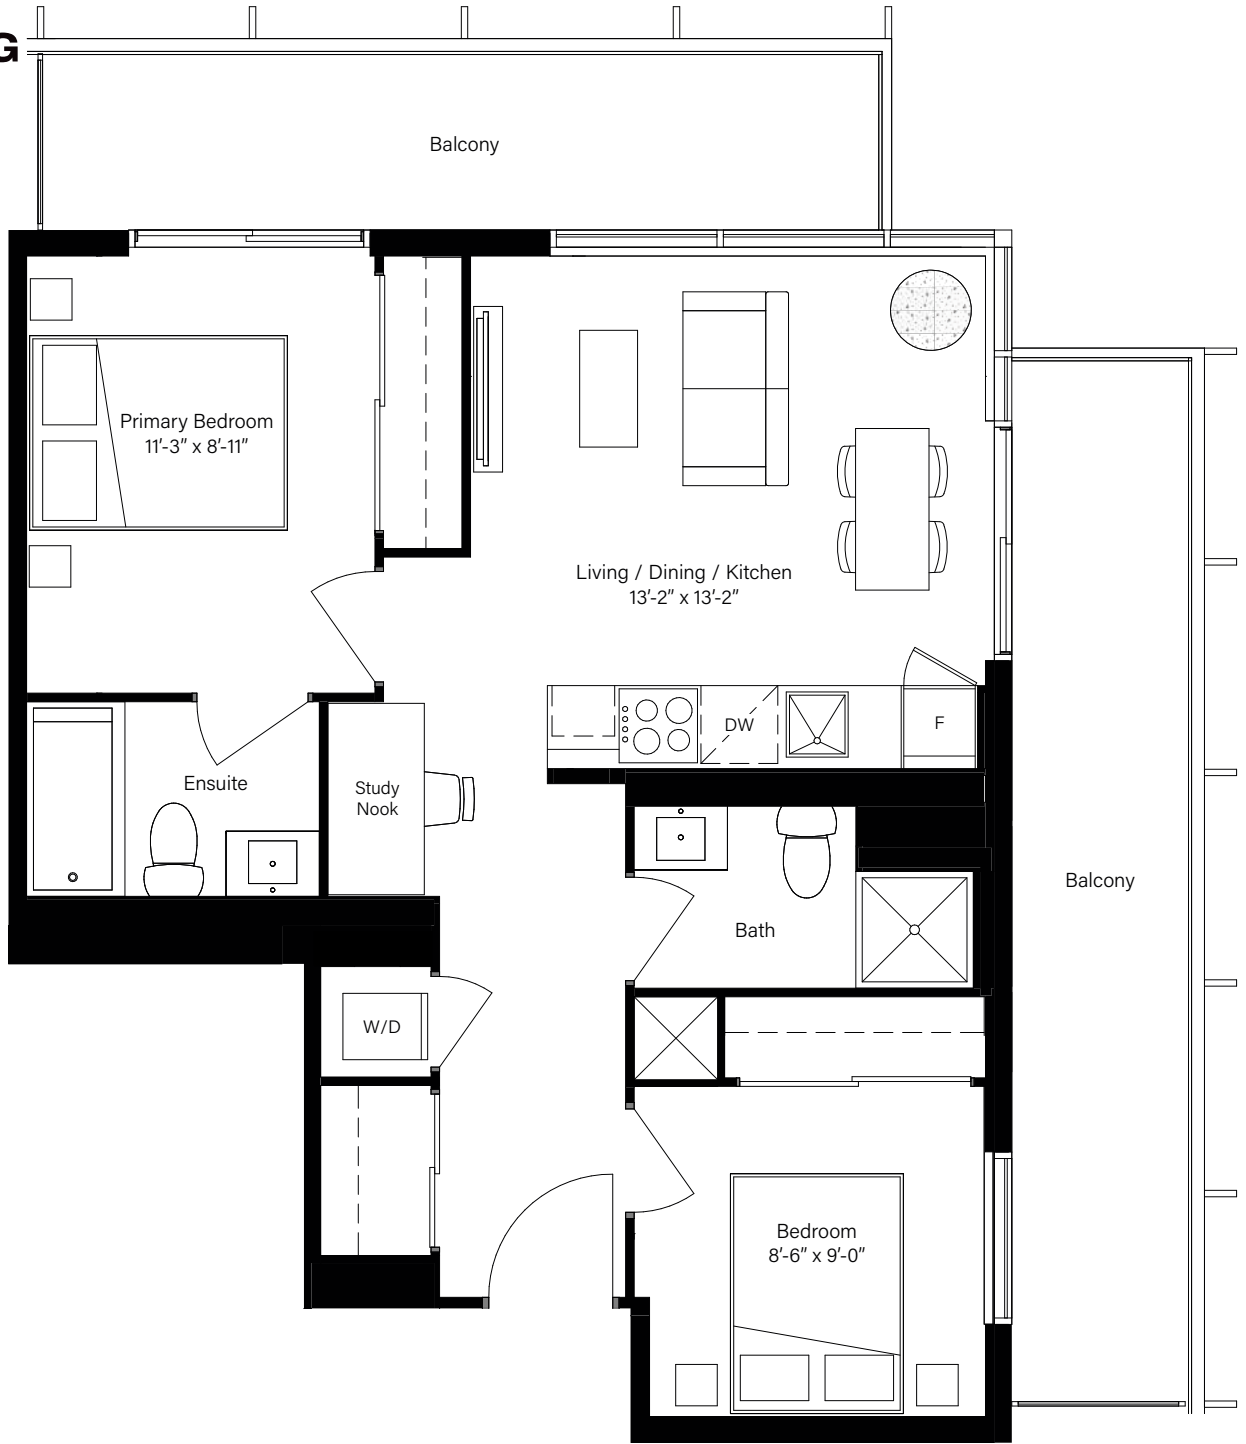 G
Balcony
Primary Bedroom
11'-3" x 8'-11"
Living / Dining / Kitchen
13'-2" x 13'-2"
DW
F
Ensuite
Study
Nook
Balcony
Bath
W/D
Bedroom
8'-6" x 9'-0"